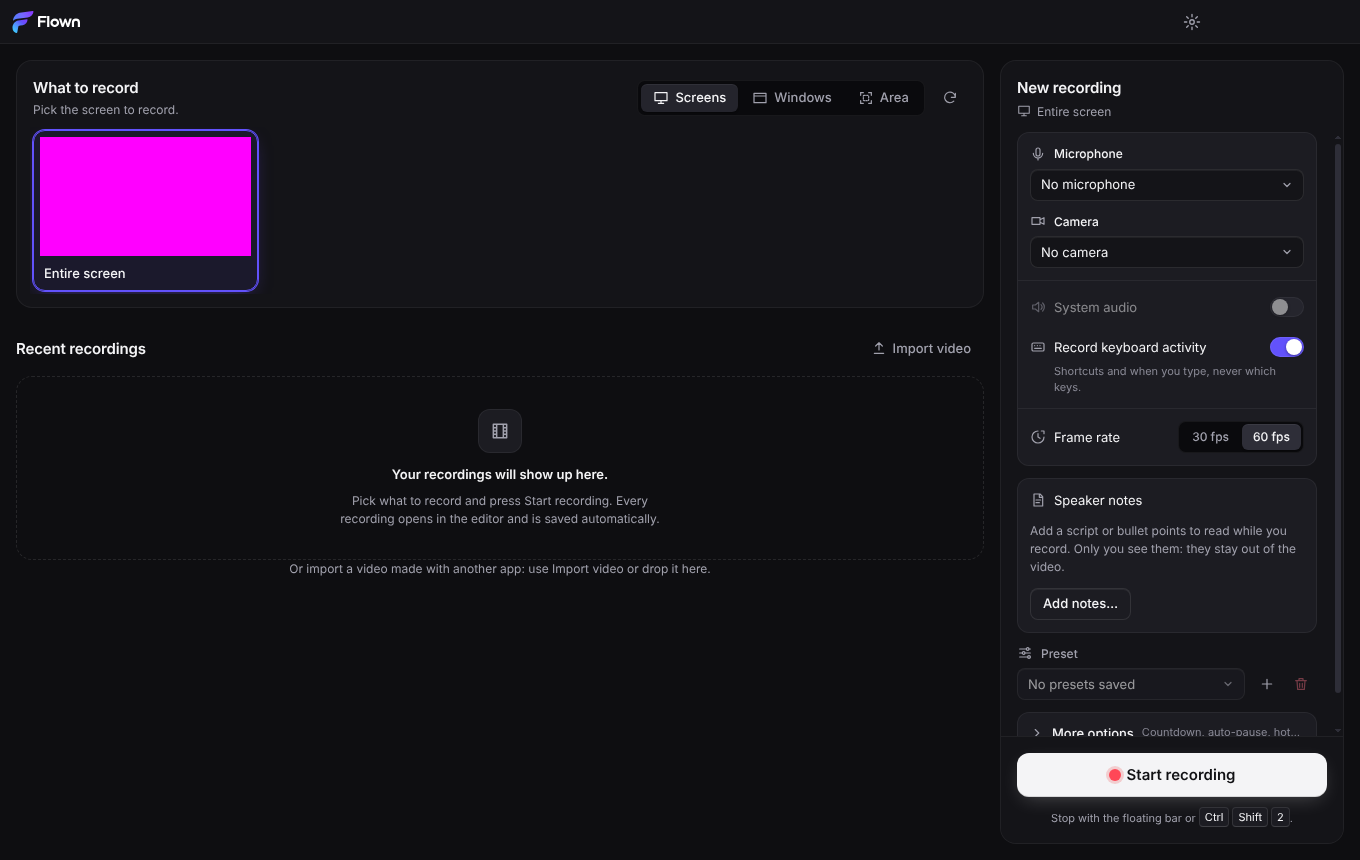 Flown
What to record
Pick the screen to record.
Screens
Windows
Area
Entire screen
Recent recordings
Import video
Your recordings will show up here.
Pick what to record and press Start recording. Every
recording opens in the editor and is saved automatically.
Or import a video made with another app: use Import video or drop it here.
New recording
Entire screen
Microphone
No microphone
Camera
No camera
System audio
Record keyboard activity
Shortcuts and when you type, never which
keys.
Frame rate
30 fps
60 fps
Speaker notes
Add a script or bullet points to read while you
record. Only you see them: they stay out of the
video.
Add notes...
Preset
No presets saved
More options Countdown, auto-pause, hot...
Start recording
Stop with the floating bar or Ctrl Shift 2.